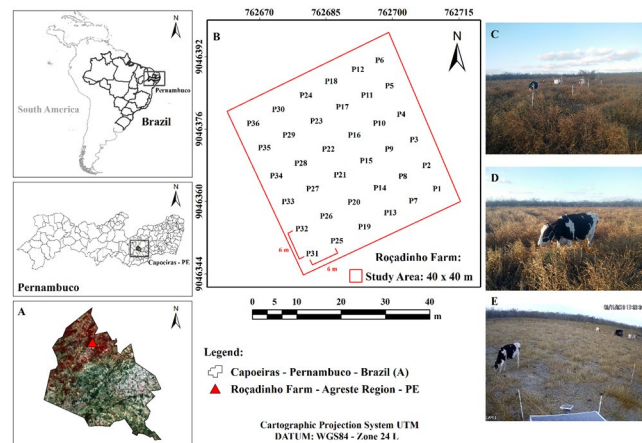 N
South America
Brazil
Pernambuco
N
Capoeiras - PE
Pernambuco
A
N
B
762670
762685
762700
762715
9046392
9046376
9046360
9046344
N
P6
P12
P18
P5
P24
P11
P30
P17
P4
P36
P23
P10
P29
P16
P3
P35
P22
P9
P28
P15
P2
P34
P21
P8
P27
P14
P1
P33
P20
P7
P26
P13
P32
P19
P25
P31
6 m
6 m
Roçadinho Farm:
Study Area: 40 x 40 m
0 5 10 20 30 40
m
Legend:
Capoeiras - Pernambuco - Brazil (A)
Roçadinho Farm - Agreste Region - PE
Cartographic Projection System UTM
DATUM: WGS84 - Zone 24 L
C
D
E